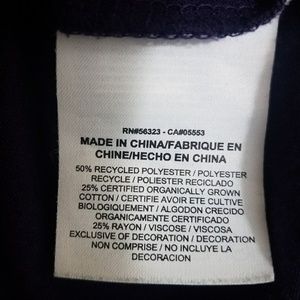 RN#56323 - CA#05553
MADE IN CHINA/FABRIQUE EN
CHINE/HECHO EN CHINA
50% RECYCLED POLYESTER / POLYESTER
RECYCLE / POLIESTER RECICLADO
25% CERTIFIED ORGANICALLY GROWN
COTTON / CERTIFIE AVOIR ETE CULTIVE
BIOLOGIQUEMENT / ALGODON CRECIDO
ORGANICAMENTE CERTIFICADO
25% RAYON / VISCOSE / VISCOSA
EXCLUSIVE OF DECORATION / DECORATION
NON COMPRISE / NO INCLUYE LA
DECORACION